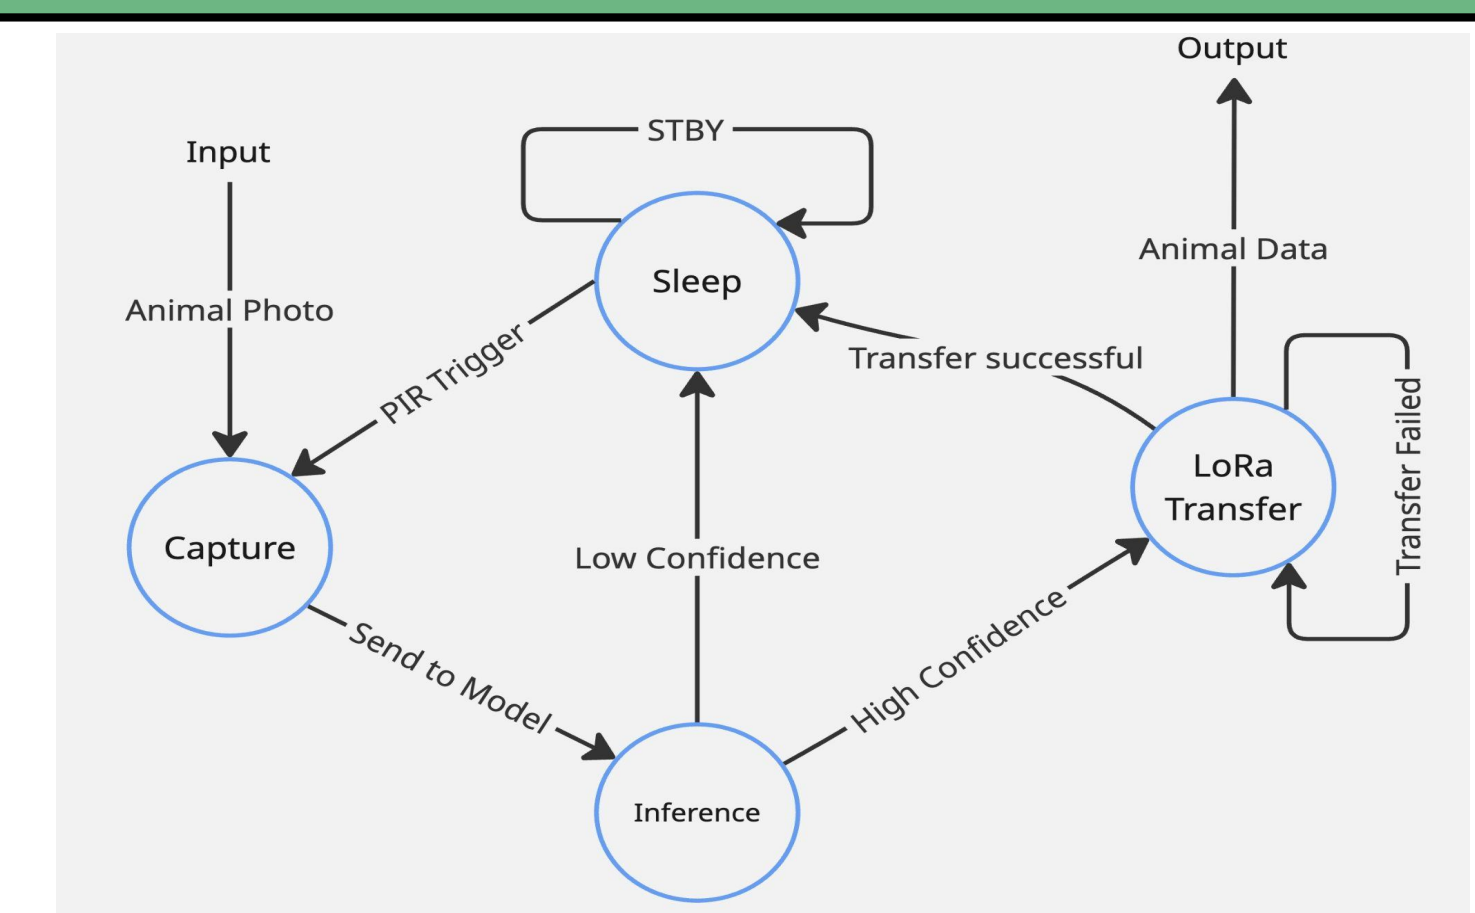 Output
STBY
Input
Animal Data
Sleep
Animal Photo
PIR Trigger
Transfer successful
Transfer Failed
LoRa
Transfer
Capture
Low Confidence
Send to Model
High Confidence
Inference